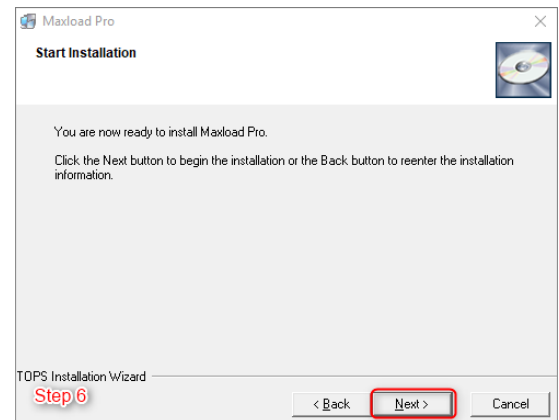 Maxload Pro
Start Installation
You are now ready to install Maxload Pro.
Click the Next button to begin the installation or the Back button to reenter the installation
information.
TOPS Installation Wizard
Step 6
< Back
Next >
Cancel